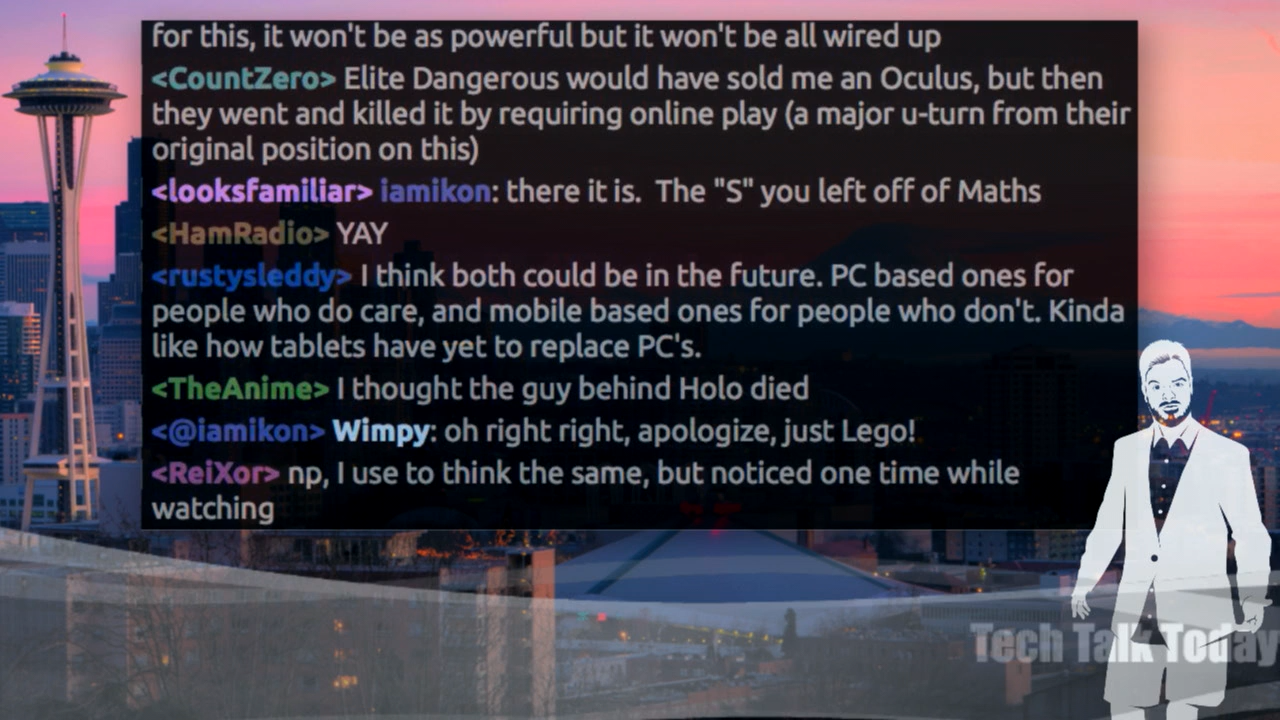 for this, it won't be as powerful but it won't be all wired up
<CountZero> Elite Dangerous would have sold me an Oculus, but then
they went and killed it by requiring online play (a major u-turn from their
original position on this)
<looksfamiliar> iamikon: there it is.  The "S" you left off of Maths
<HamRadio> YAY
<rustysleddy> I think both could be in the future. PC based ones for
people who do care, and mobile based ones for people who don't. Kinda
like how tablets have yet to replace PC's.
<TheAnime> I thought the guy behind Holo died
<@iamikon> Wimpy: on right right, apologize, just Lego!
<ReiXor> np, I use to think the same, but noticed one time while
watching
Tech Talk Today